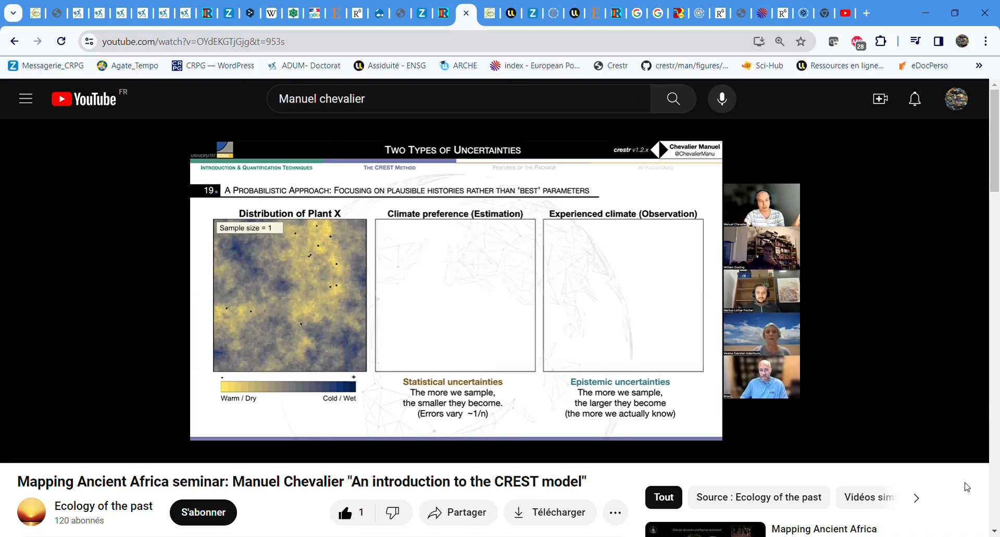 youtube.com/watch?v=OYdEKGTjGjg&t=953s
28
Messagerie_CRPG Agate_Tempo CRPG — WordPress ADUM- Doctorat Assiduité - ENSG ARCHE index - European Po... Crestr crestr/man/figures/... Sci-Hub Ressources en ligne... eDocPerso
YouTube FR
Manuel chevalier
UNIVERSITÄT BONN
Two Types of Uncertainties
crestr v1.2.x
Chevalier Manuel
@ChevalierManu
Introduction & Quantification Techniques The CREST Method Features of the Package Application(s)
19. A Probabilistic Approach: Focusing on plausible histories rather than ‘best’ parameters
Distribution of Plant X Climate preference (Estimation) Experienced climate (Observation)
Sample size = 1
- +
Warm / Dry Cold / Wet
Statistical uncertainties
The more we sample,
the smaller they become.
(Errors vary ~1/n)
Epistemic uncertainties
The more we sample,
the larger they become
(the more we actually know)
Manuel Chevalier
William Gosling
Markus Lothar Fischer
Verena Foerster-Indenhuck
Brian
Mapping Ancient Africa seminar: Manuel Chevalier "An introduction to the CREST model"
Ecology of the past
120 abonnés
S'abonner
1
Partager
Télécharger
Tout
Source : Ecology of the past
Vidéos simi
Climate dynamics and human evolution!
Mapping Ancient Africa